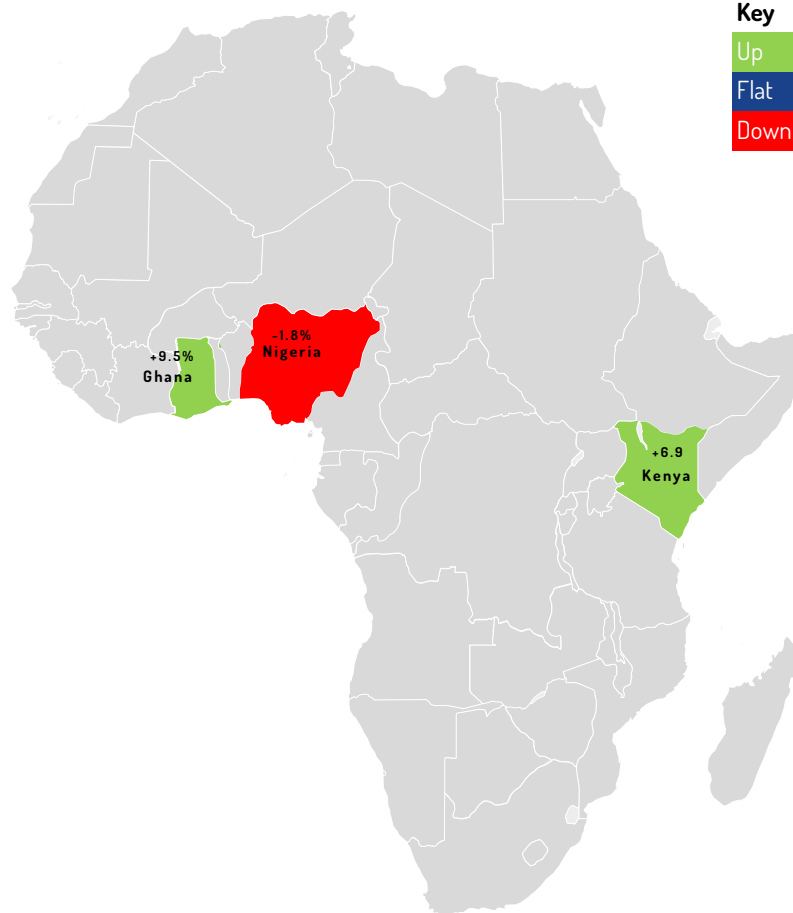 Key
Up
Flat
Down
-1.8%
Nigeria
+9.5%
Ghana
+6.9
Kenya